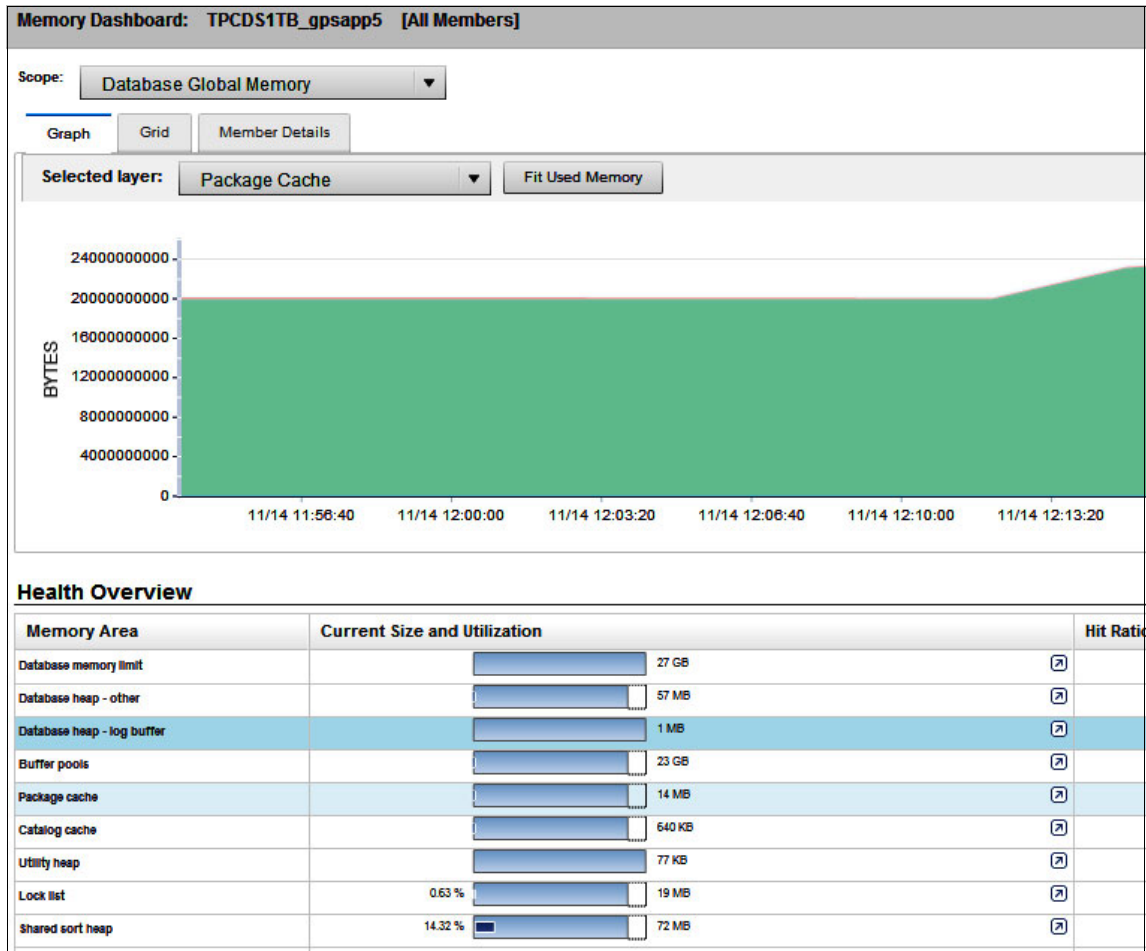 Memory Dashboard: TPCDS1TB_gpsapp5 [All Members]
Scope: Database Global Memory
Graph Grid Member Details
Selected layer: Package Cache Fit Used Memory
BYTES
24000000000
20000000000
16000000000
12000000000
8000000000
4000000000
0
11/14 11:56:40 11/14 12:00:00 11/14 12:03:20 11/14 12:06:40 11/14 12:10:00 11/14 12:13:20
Health Overview
Memory Area Current Size and Utilization Hit Ratio
Database memory limit 27 GB
Database heap - other 57 MB
Database heap - log buffer 1 MB
Buffer pools 23 GB
Package cache 14 MB
Catalog cache 640 KB
Utility heap 77 KB
Lock list 0.63 % 19 MB
Shared sort heap 14.32 % 72 MB